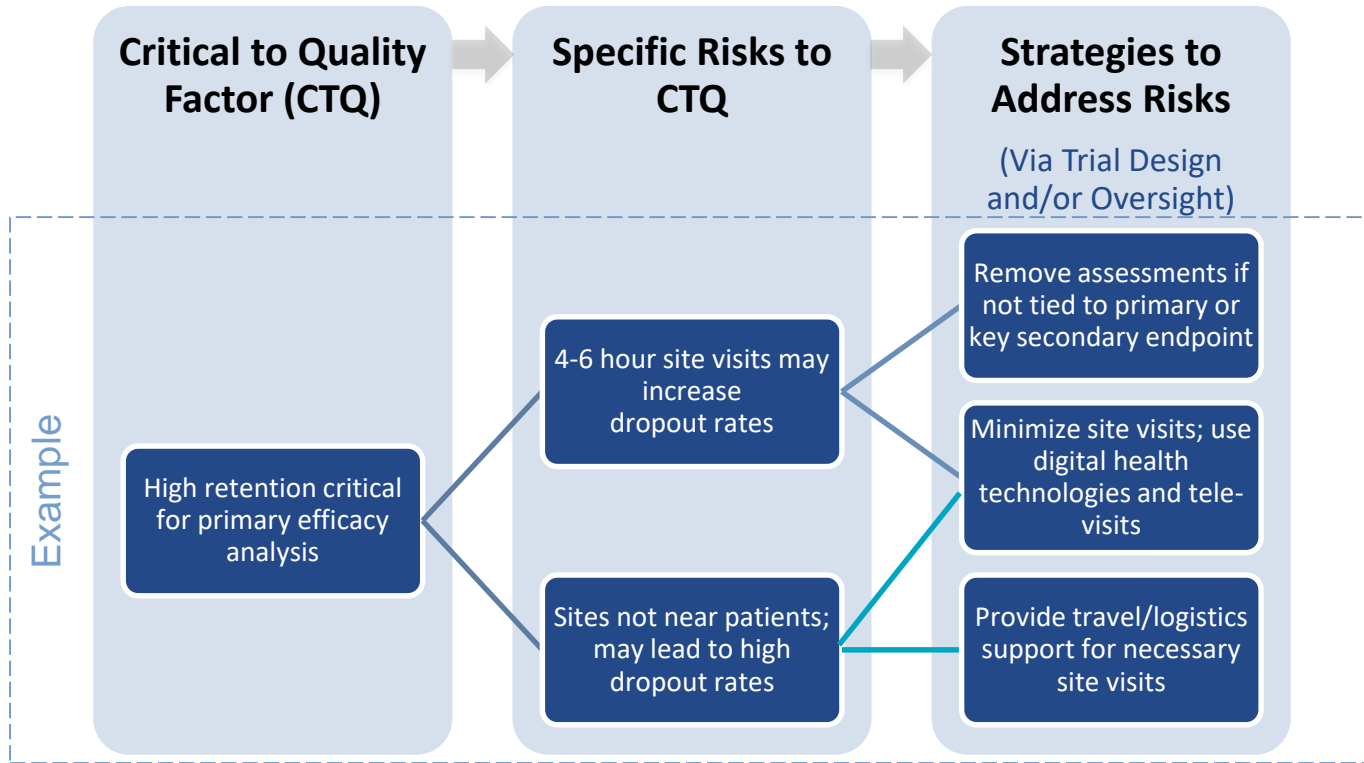 Critical to Quality
Factor (CTQ)
Specific Risks to
CTQ
Strategies to
Address Risks
(Via Trial Design
and/or Oversight)
Example
High retention critical
for primary efficacy
analysis
4-6 hour site visits may
increase
dropout rates
Sites not near patients;
may lead to high
dropout rates
Remove assessments if
not tied to primary or
key secondary endpoint
Minimize site visits; use
digital health
technologies and tele-
visits
Provide travel/logistics
support for necessary
site visits